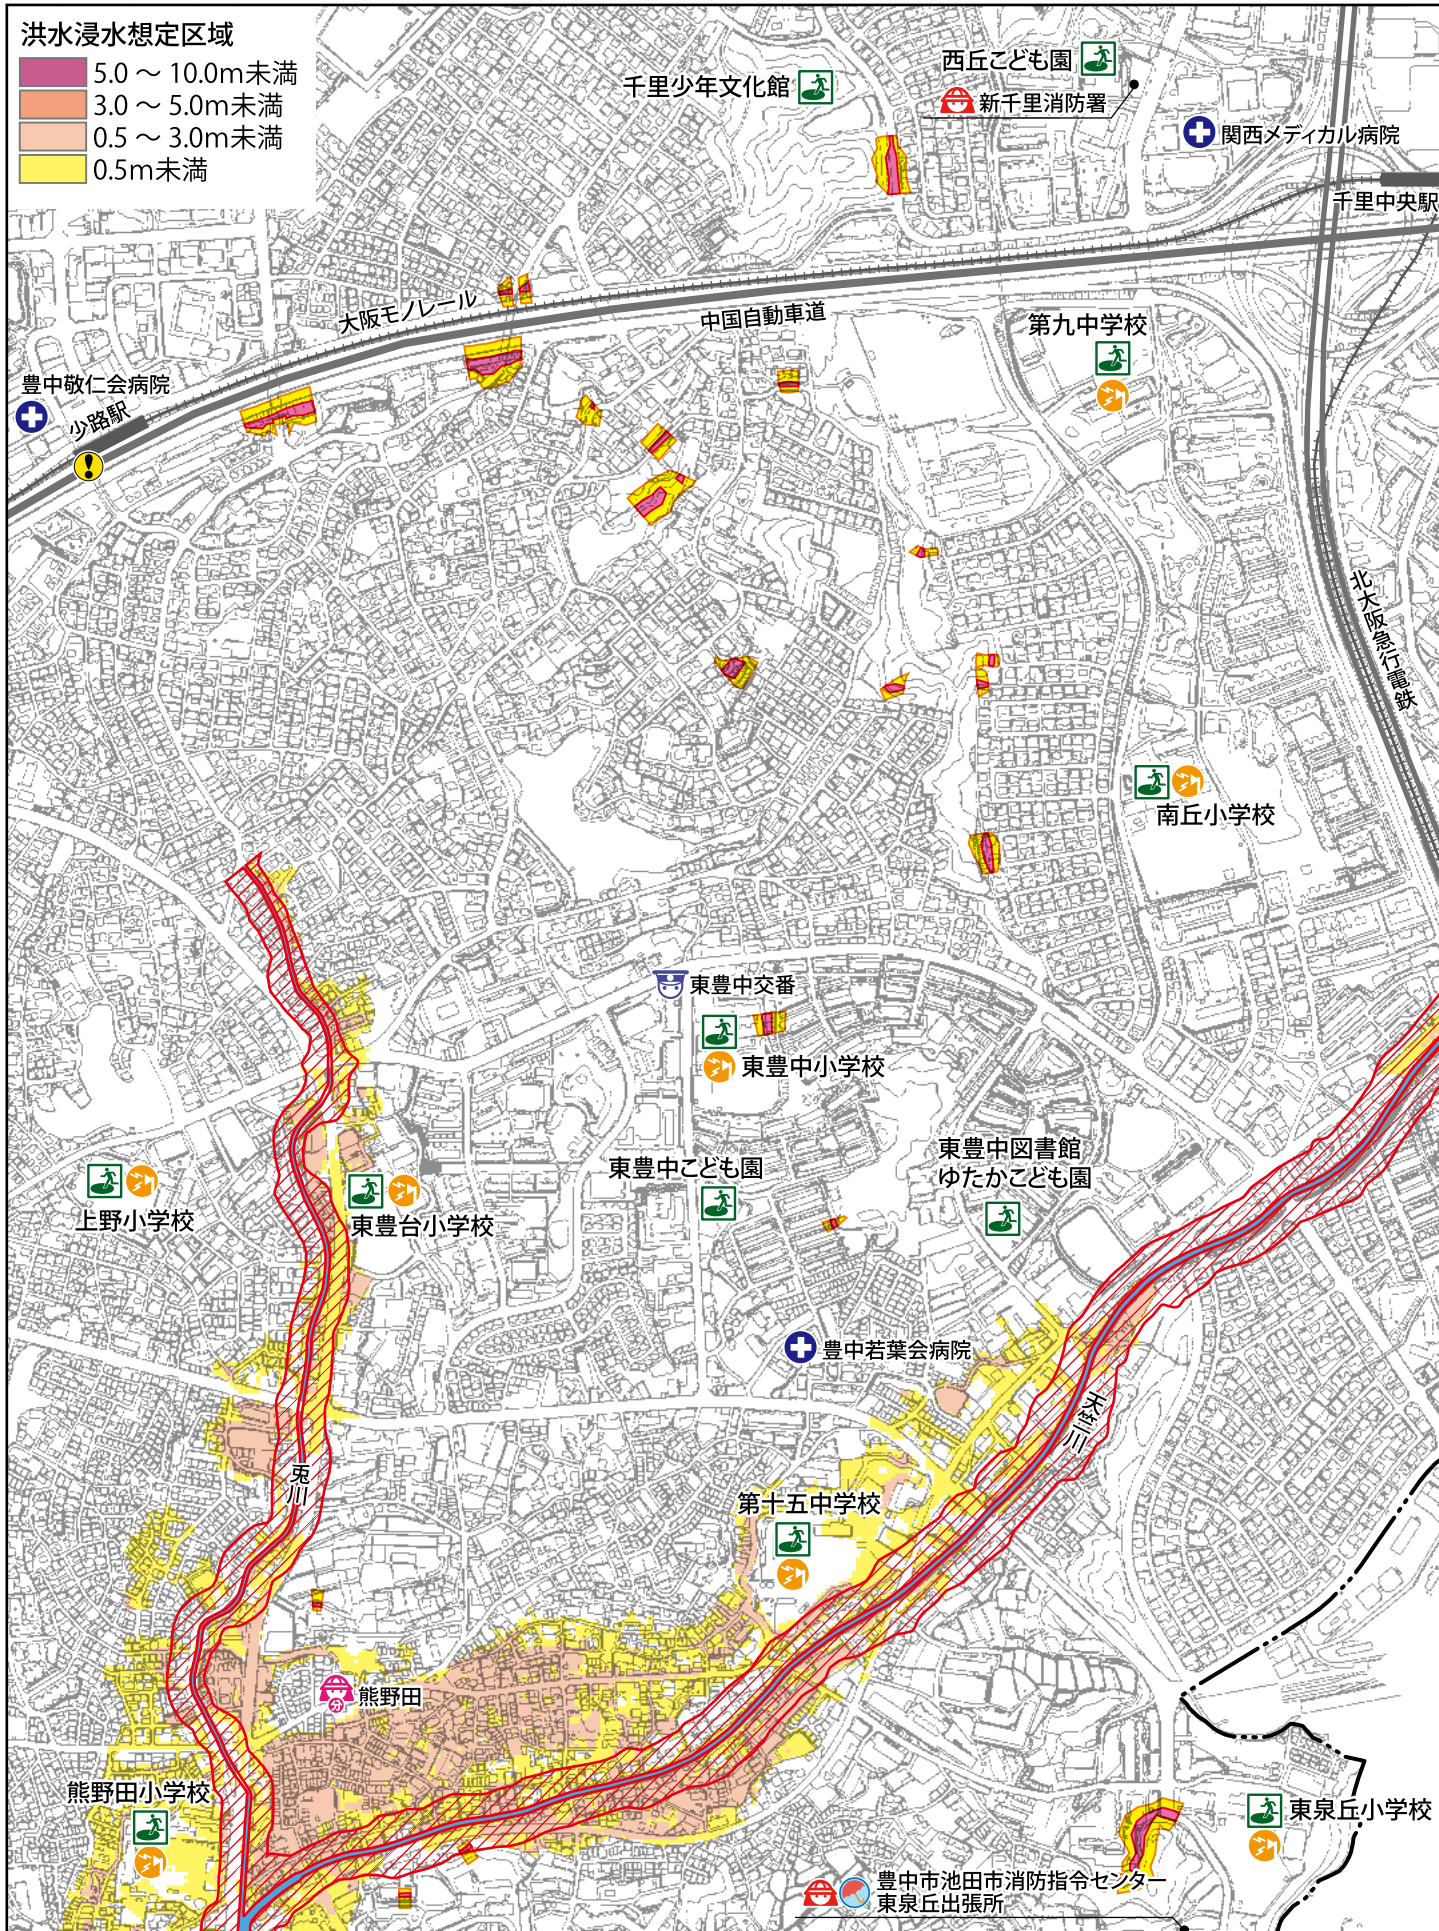 洪水浸水想定区域
5.0 ～ 10.0m未満
3.0 ～ 5.0m未満
0.5 ～ 3.0m未満
0.5m未満
西丘こども園
千里少年文化館
新千里消防署
関西メディカル病院
千里中央駅
大阪モノレール
中国自動車道
第九中学校
豊中敬仁会病院
少路駅
北大阪急行電鉄
南丘小学校
東豊中交番
東豊中小学校
東豊中図書館
ゆたかこども園
東豊中こども園
上野小学校
東豊台小学校
豊中若葉会病院
天竺川
兎川
第十五中学校
熊野田
分
熊野田小学校
東泉丘小学校
豊中市池田市消防指令センター
東泉丘出張所